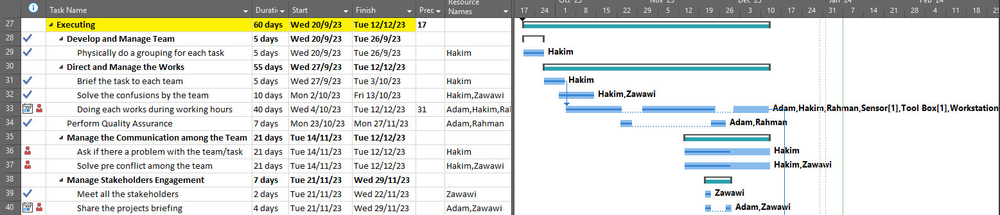 Oct '23 Nov '23 Dec '23 Jan '24 Feb '24
Task Name Duration Start Finish Prec Resource Names 17 24 1 8 15 22 29 5 12 19 26 3 10 17 24 31 7 14 21 28 4 11 18 25
27 Executing 60 days Wed 20/9/23 Tue 12/12/23 17
28 Develop and Manage Team 5 days Wed 20/9/23 Tue 26/9/23
29 Physically do a grouping for each task 5 days Wed 20/9/23 Tue 26/9/23 Hakim Hakim
30 Direct and Manage the Works 55 days Wed 27/9/23 Tue 12/12/23
31 Brief the task to each team 5 days Wed 27/9/23 Tue 3/10/23 Hakim Hakim
32 Solve the confusions by the team 10 days Mon 2/10/23 Fri 13/10/23 Hakim,Zawawi Hakim,Zawawi
33 Doing each works during working hours 40 days Wed 4/10/23 Tue 12/12/23 31 Adam,Hakim,Ral Adam,Hakim,Rahman,Sensor[1],Tool Box[1],Workstation
34 Perform Quality Assurance 7 days Mon 23/10/23 Mon 27/11/23 Adam,Rahman Adam,Rahman
35 Manage the Communication among the Team 21 days Tue 14/11/23 Tue 12/12/23
36 Ask if there a problem with the team/task 21 days Tue 14/11/23 Tue 12/12/23 Hakim Hakim
37 Solve pre conflict among the team 21 days Tue 14/11/23 Tue 12/12/23 Hakim,Zawawi Hakim,Zawawi
38 Manage Stakeholders Engagement 7 days Tue 21/11/23 Wed 29/11/23
39 Meet all the stakeholders 2 days Tue 21/11/23 Wed 22/11/23 Zawawi Zawawi
40 Share the projects briefing 4 days Tue 21/11/23 Wed 29/11/23 Adam,Zawawi Adam,Zawawi